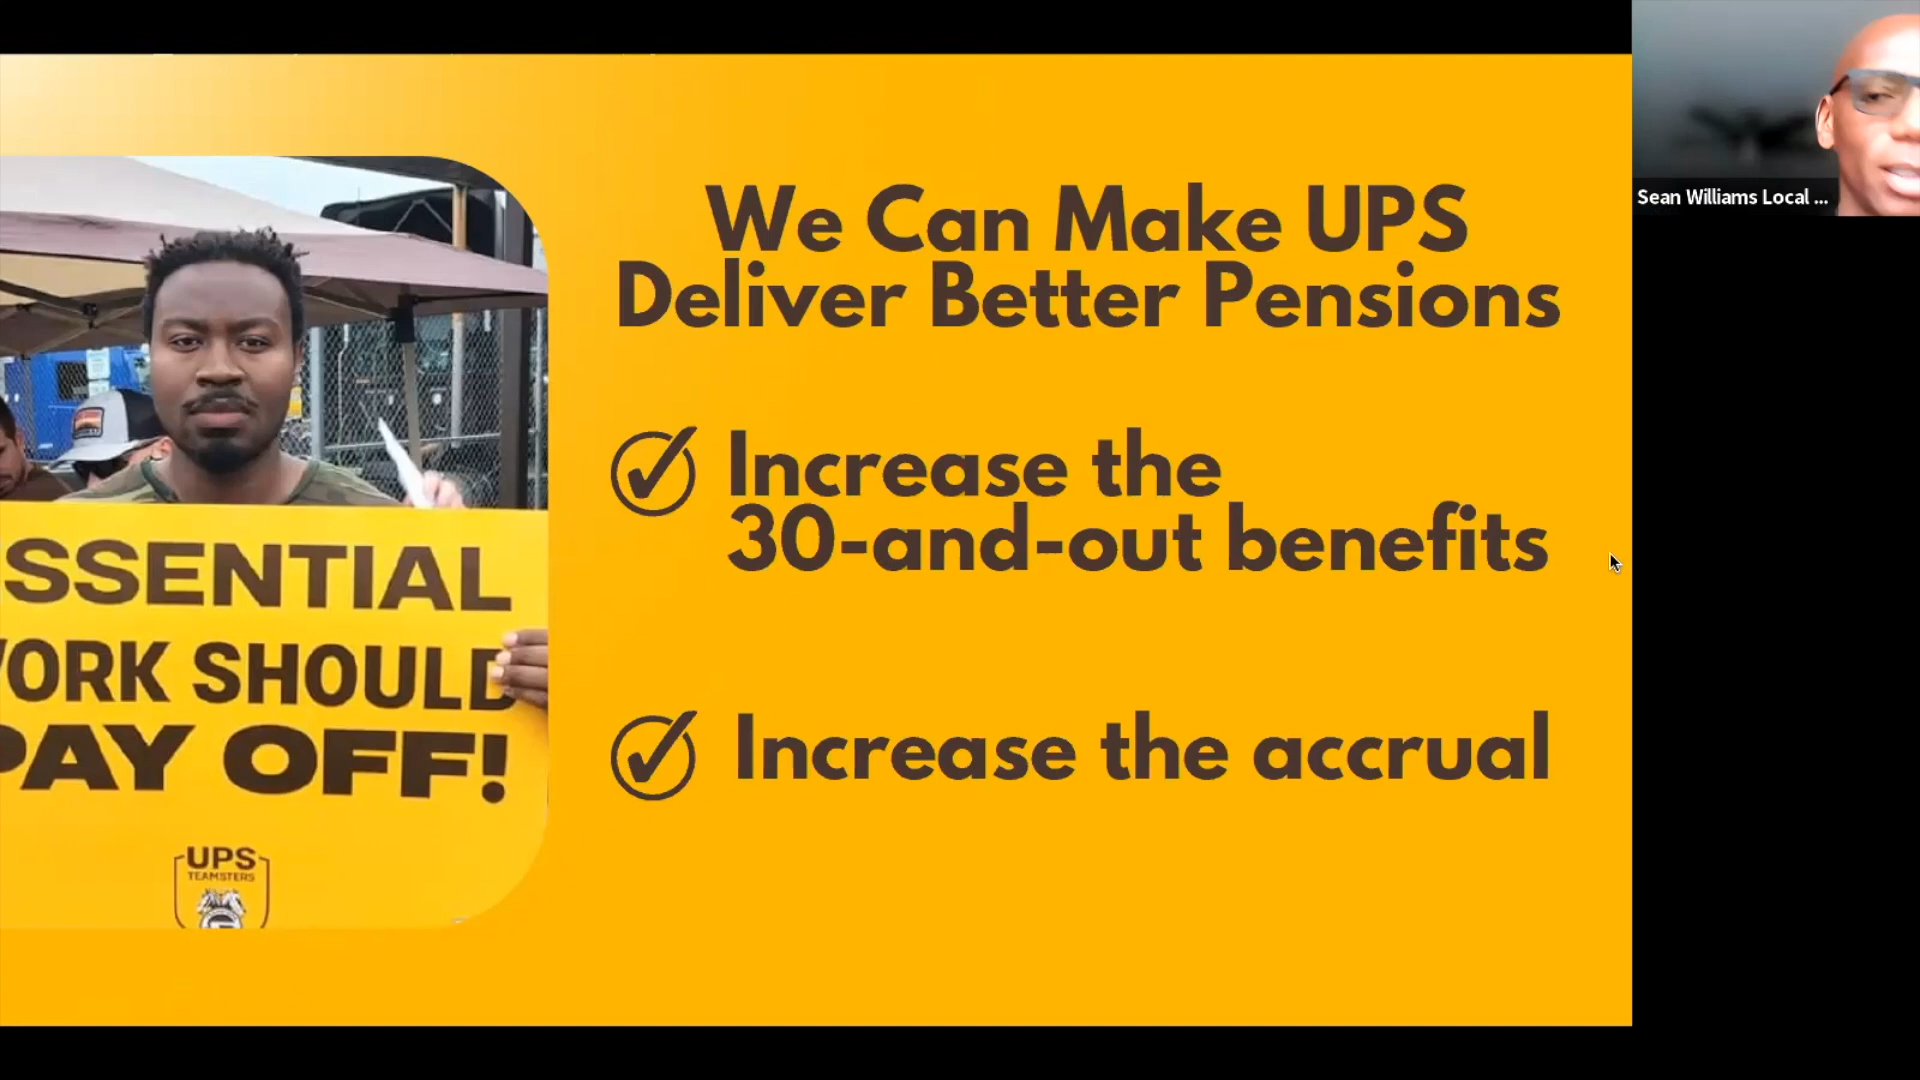 We Can Make UPS
Deliver Better Pensions
Increase the
30-and-out benefits
Increase the accrual
SSENTIAL
ORK SHOULD
PAY OFF!
UPS
TEAMSTERS
Sean Williams Local ...